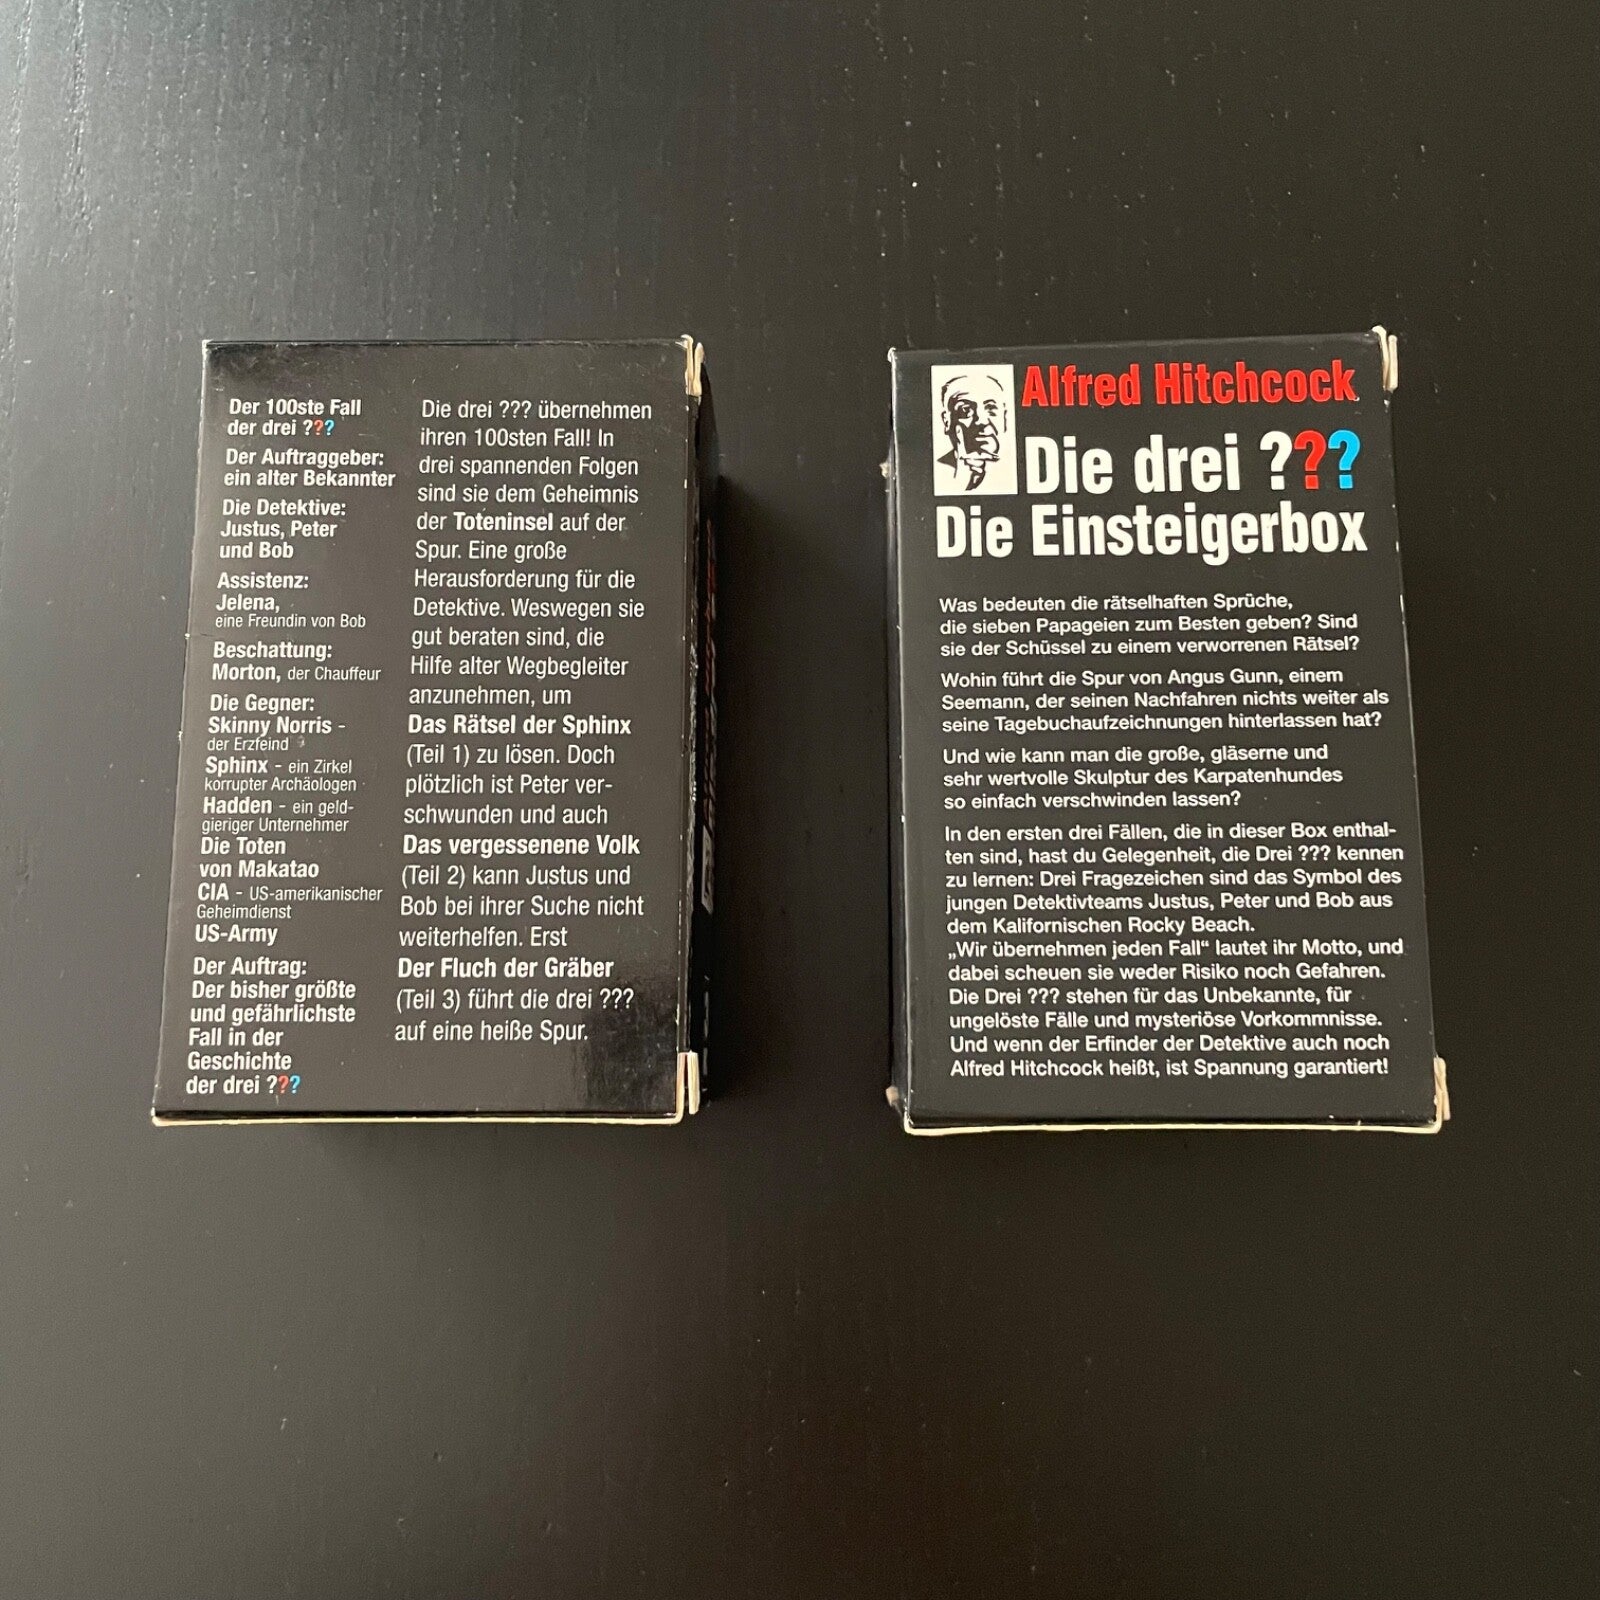 Der 100ste Fall
der drei ???
Der Auftraggeber:
ein alter Bekannter
Die Detektive:
Justus, Peter
und Bob
Assistenz:
Jelena,
eine Freundin von Bob
Beschattung:
Morton, der Chauffeur
Die Gegner:
Skinny Norris -
der Erzfeind
Sphinx - ein Zirkel
korrupter Archäologen
Hadden - ein geld-
gieriger Unternehmer
Die Toten
von Makatao
CIA - US-amerikanischer
Geheimdienst
US-Army
Der Auftrag:
Der bisher größte
und gefährlichste
Fall in der
Geschichte
der drei ???
Die drei ??? übernehmen
ihren 100sten Fall! In
drei spannenden Folgen
sind sie dem Geheimnis
der Toteninsel auf der
Spur. Eine große
Herausforderung für die
Detektive. Weswegen sie
gut beraten sind, die
Hilfe alter Wegbegleiter
anzunehmen, um
Das Rätsel der Sphinx
(Teil 1) zu lösen. Doch
plötzlich ist Peter ver-
schwunden und auch
Das vergessenene Volk
(Teil 2) kann Justus und
Bob bei ihrer Suche nicht
weiterhelfen. Erst
Der Fluch der Gräber
(Teil 3) führt die drei ???
auf eine heiße Spur.
Alfred Hitchcock
Die drei ???
Die Einsteigerbox
Was bedeuten die rätselhaften Sprüche,
die sieben Papageien zum Besten geben? Sind
sie der Schüssel zu einem verworrenen Rätsel?
Wohin führt die Spur von Angus Gunn, einem
Seemann, der seinen Nachfahren nichts weiter als
seine Tagebuchaufzeichnungen hinterlassen hat?
Und wie kann man die große, gläserne und
sehr wertvolle Skulptur des Karpatenhundes
so einfach verschwinden lassen?
In den ersten drei Fällen, die in dieser Box enthal-
ten sind, hast du Gelegenheit, die Drei ??? kennen
zu lernen: Drei Fragezeichen sind das Symbol des
jungen Detektivteams Justus, Peter und Bob aus
dem Kalifornischen Rocky Beach.
„Wir übernehmen jeden Fall“ lautet ihr Motto, und
dabei scheuen sie weder Risiko noch Gefahren.
Die Drei ??? stehen für das Unbekannte, für
ungelöste Fälle und mysteriöse Vorkommnisse.
Und wenn der Erfinder der Detektive auch noch
Alfred Hitchcock heißt, ist Spannung garantiert!